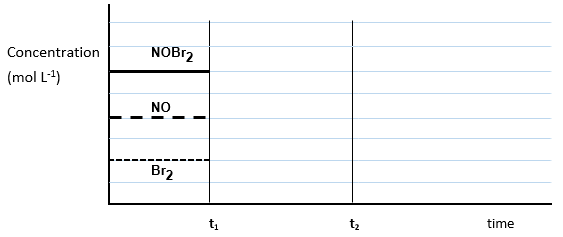 Concentration
(mol L⁻¹)
NOBr₂
NO
Br₂
t₁
t₂
time